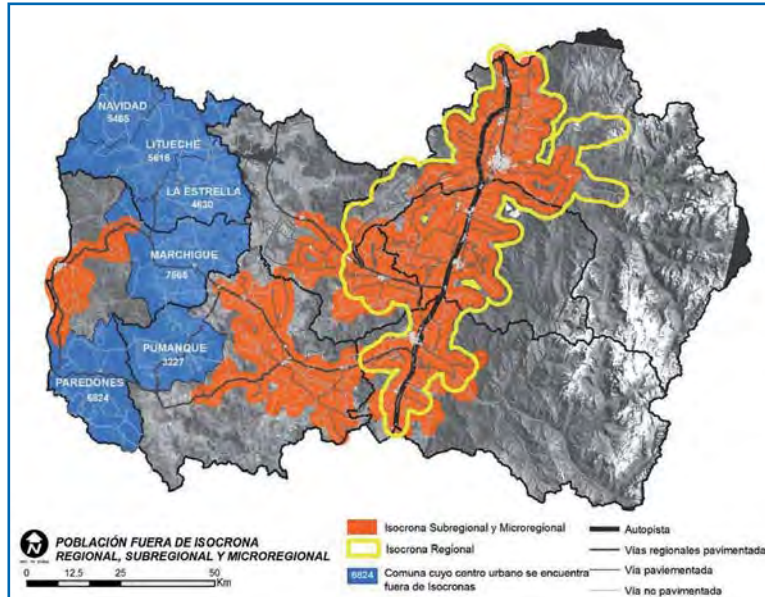 NAVIDAD
5465
LITUECHE
5616
LA ESTRELLA
4630
MARCHIGUE
PUMANQUE
3227
PAREDONES
6824
POBLACIÓN FUERA DE ISOCRONA
REGIONAL, SUBREGIONAL Y MICROREGIONAL
0 12.5 25 50
Km
Isocrona Subregional y Microregional
Isocrona Regional
6824 Comuna cuyo centro urbano se encuentra
fuera de Isocronas
Autopista
Vías regionales pavimentada
Vía paviementada
Vía no pavimentada